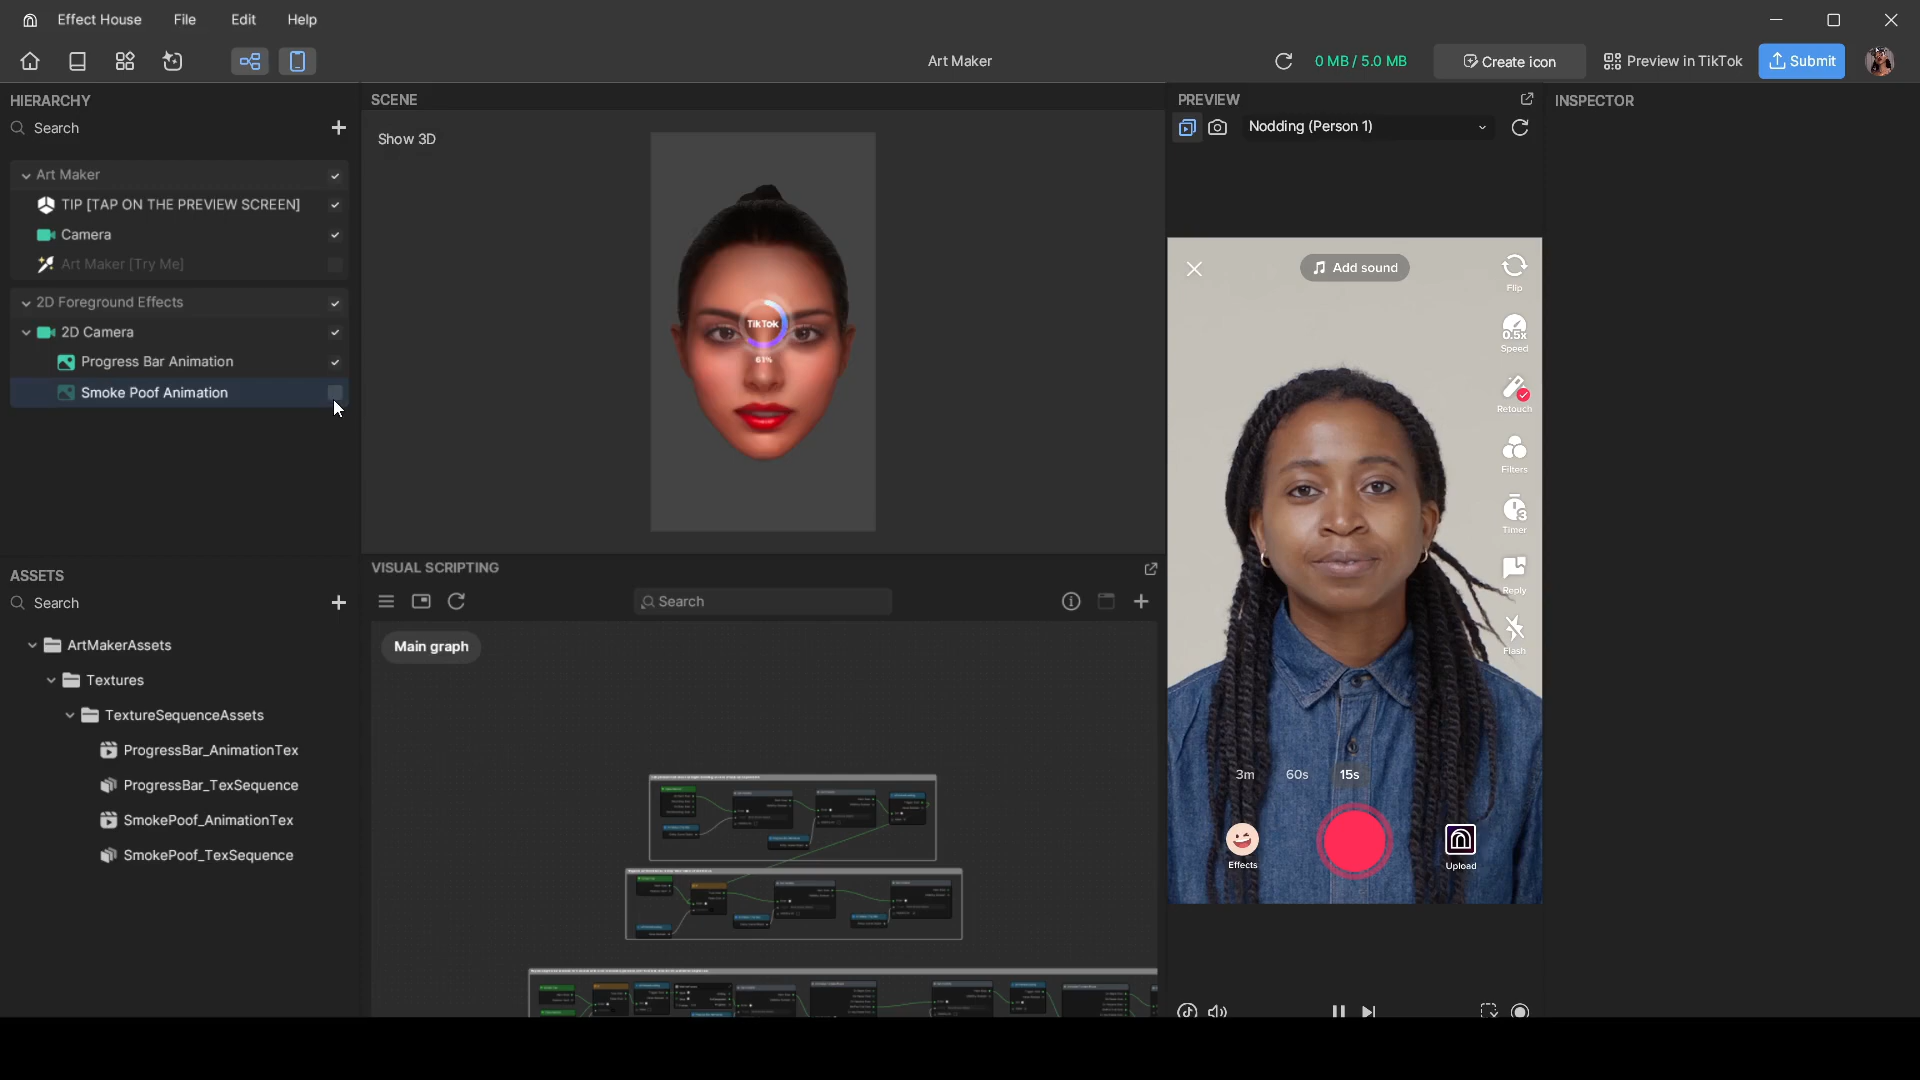 Effect House
File
Edit
Help
Art Maker
0 MB / 5.0 MB
Create icon
Preview in TikTok
Submit
HIERARCHY
Search
Art Maker
TIP [TAP ON THE PREVIEW SCREEN]
Camera
Art Maker [Try Me]
2D Foreground Effects
2D Camera
Progress Bar Animation
Smoke Poof Animation
ASSETS
Search
ArtMakerAssets
Textures
TextureSequenceAssets
ProgressBar_AnimationTex
ProgressBar_TexSequence
SmokePoof_AnimationTex
SmokePoof_TexSequence
SCENE
Show 3D
TikTok
61%
VISUAL SCRIPTING
Search
Main graph
PREVIEW
Nodding (Person 1)
Add sound
Flip
0.5x
Speed
Retouch
Filters
3
Timer
Reply
Flash
3m
60s
15s
Effects
Upload
INSPECTOR